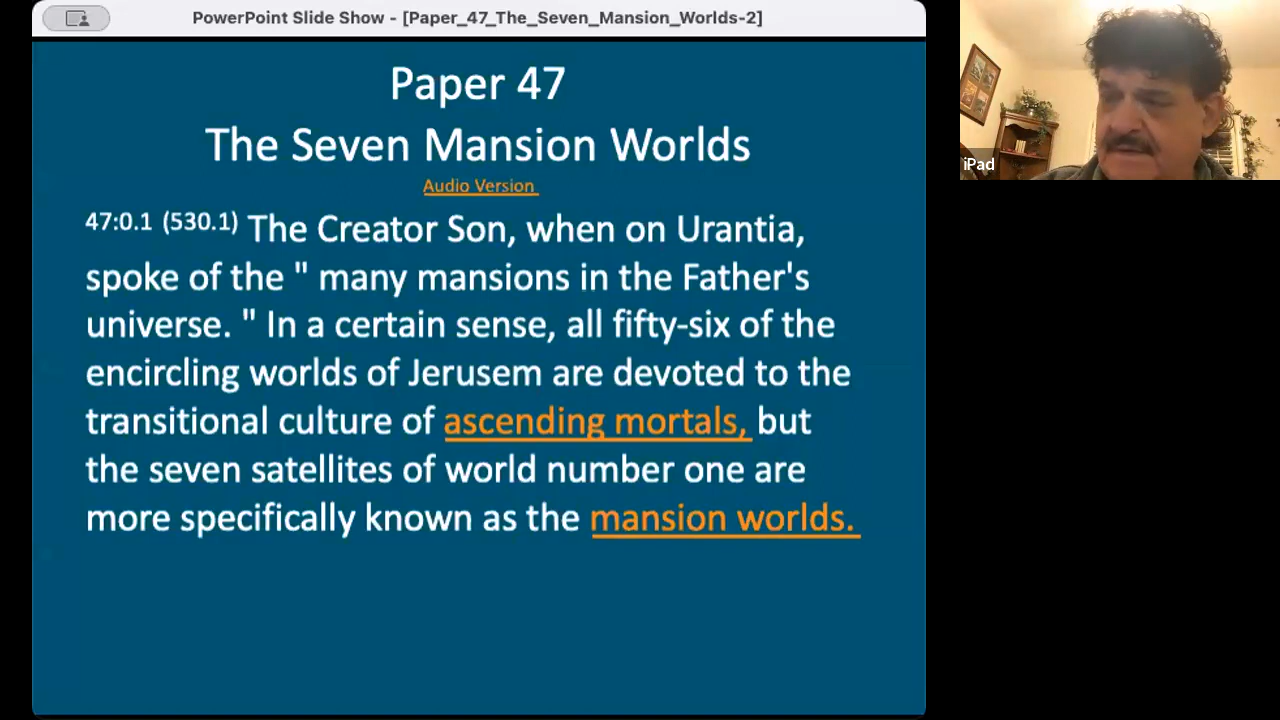 PowerPoint Slide Show - [Paper_47_The_Seven_Mansion_Worlds-2]
Paper 47
The Seven Mansion Worlds
Audio Version
47:0.1 (530.1) The Creator Son, when on Urantia,
spoke of the " many mansions in the Father's
universe. " In a certain sense, all fifty-six of the
encircling worlds of Jerusem are devoted to the
transitional culture of ascending mortals, but
the seven satellites of world number one are
more specifically known as the mansion worlds.
iPad